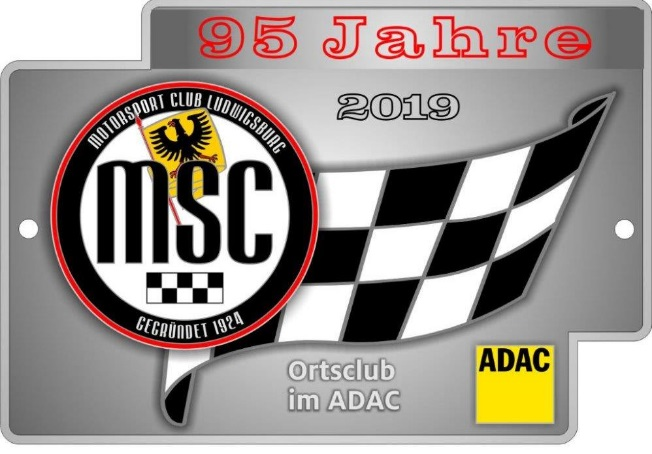 95 Jahre
2019
MOTORSPORT CLUB LUDWIGSBURG
MSC
GEGRÜNDET 1924
Ortsclub
im ADAC
ADAC